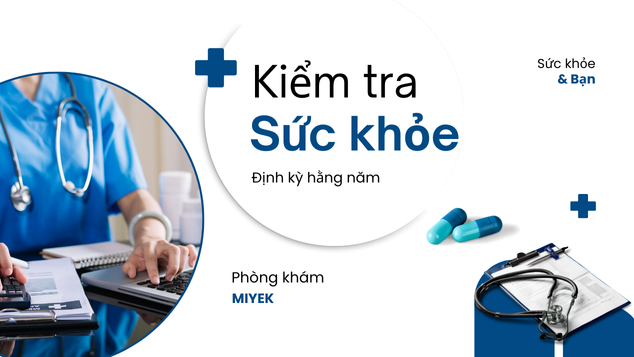 Kiểm tra
Sức khỏe
Định kỳ hằng năm
Sức khỏe
& Bạn
Phòng khám
MIYEK